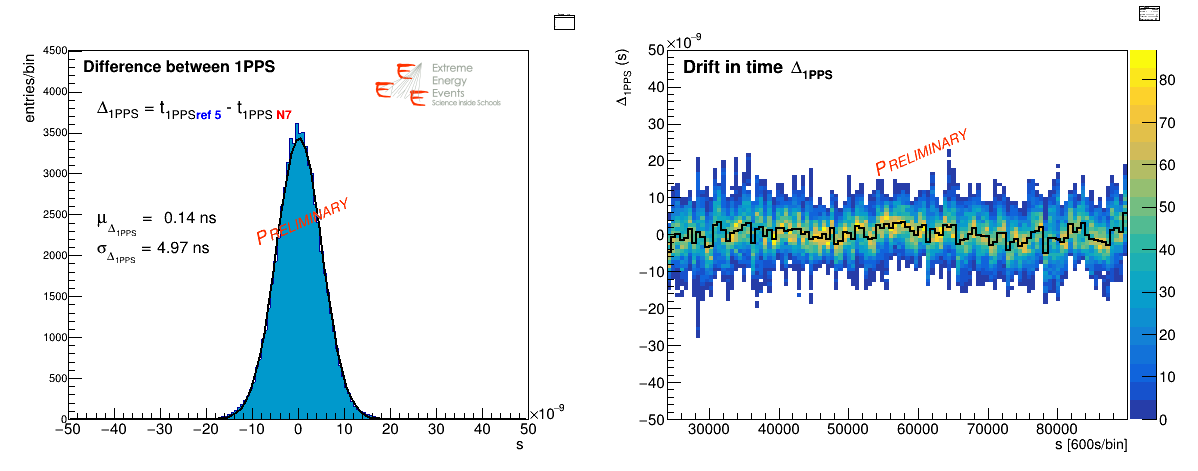 Difference between 1PPS
Extreme
Energy
Events
Science Inside Schools
Δ1PPS = t1PPSref 5 - t1PPS N7
μΔ1PPS = 0.14 ns
σΔ1PPS = 4.97 ns
PRELIMINARY
entries/bin
4500
4000
3500
3000
2500
2000
1500
1000
500
0
−50 −40 −30 −20 −10 0 10 20 30 40 50
×10−9
s
×10−9
Drift in time Δ1PPS
PRELIMINARY
Δ1PPS (s)
50
40
30
20
10
0
−10
−20
−30
−40
−50
30000 40000 50000 60000 70000 80000
s [600s/bin]
80
70
60
50
40
30
20
10
0